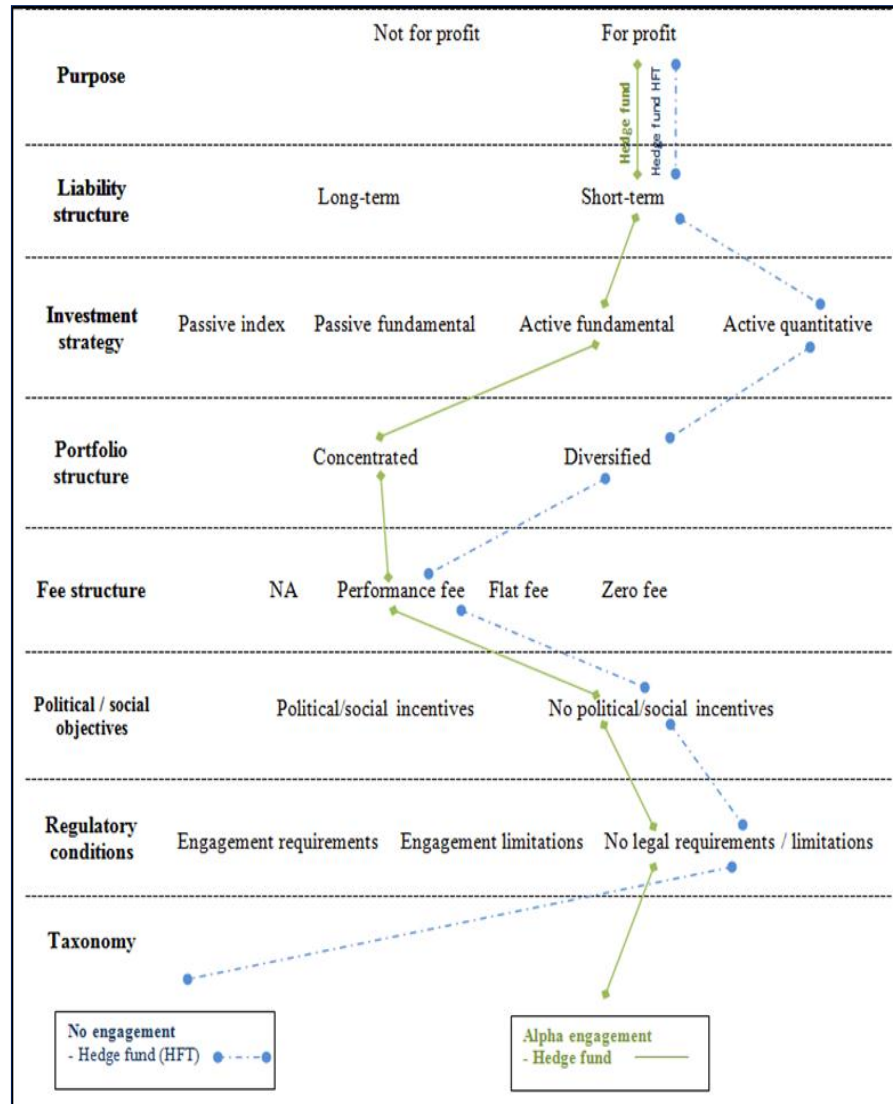 Not for profit For profit
Purpose
Hedge fund
Hedge fund HFT
Liability
structure
Long-term Short-term
Investment
strategy
Passive index Passive fundamental Active fundamental Active quantitative
Portfolio
structure
Concentrated Diversified
Fee structure NA Performance fee Flat fee Zero fee
Political / social
objectives
Political/social incentives No political/social incentives
Regulatory
conditions
Engagement requirements Engagement limitations No legal requirements / limitations
Taxonomy
No engagement
- Hedge fund (HFT)
Alpha engagement
- Hedge fund